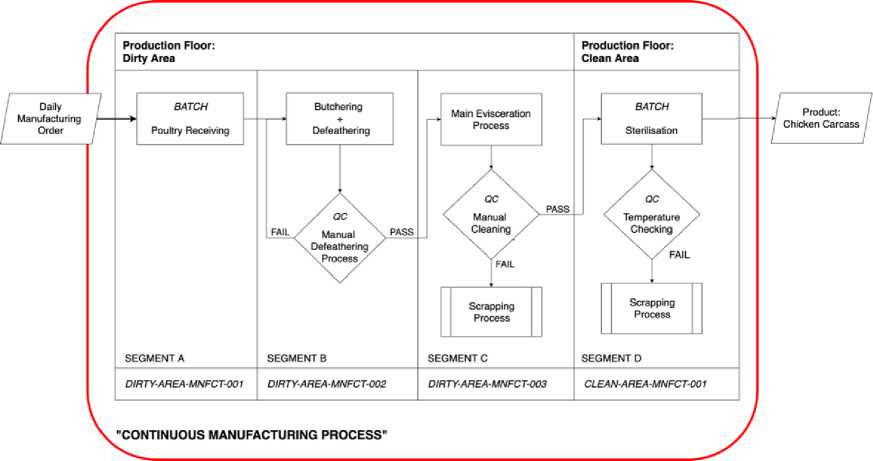 Production Floor:
Dirty Area
Production Floor:
Clean Area
Daily
Manufacturing
Order
BATCH
Poultry Receiving
Butchering
+
Defeathering
Main Evisceration
Process
BATCH
Sterilisation
Product:
Chicken Carcass
QC
Manual
Defeathering
Process
FAIL
PASS
QC
Manual
Cleaning
PASS
FAIL
QC
Temperature
Checking
FAIL
Scrapping
Process
Scrapping
Process
SEGMENT A
SEGMENT B
SEGMENT C
SEGMENT D
DIRTY-AREA-MNFCT-001
DIRTY-AREA-MNFCT-002
DIRTY-AREA-MNFCT-003
CLEAN-AREA-MNFCT-001
"CONTINUOUS MANUFACTURING PROCESS"